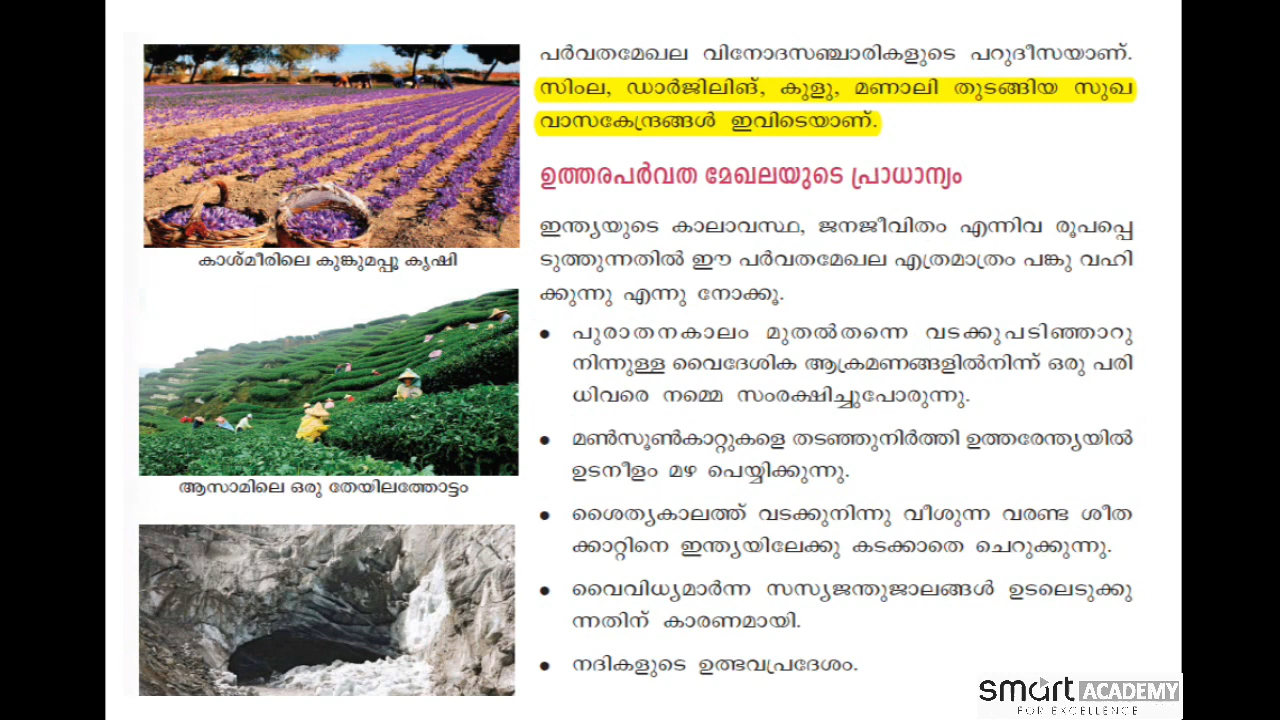 പർവതമേഖല വിനോദസഞ്ചാരികളുടെ പറുദീസയാണ്.
സിംല, ഡാർജിലിങ്, കുളു, മണാലി തുടങ്ങിയ സുഖ
വാസകേന്ദ്രങ്ങൾ ഇവിടെയാണ്.
ഉത്തരപർവത മേഖലയുടെ പ്രാധാന്യം
ഇന്ത്യയുടെ കാലാവസ്ഥ, ജനജീവിതം എന്നിവ രൂപപ്പെ
ടുത്തുന്നതിൽ ഈ പർവതമേഖല എത്രമാത്രം പങ്കു വഹി
ക്കുന്നു എന്നു നോക്കൂ.
• പുരാതനകാലം മുതൽതന്നെ വടക്കുപടിഞ്ഞാറു
നിന്നുള്ള വൈദേശിക ആക്രമണങ്ങളിൽനിന്ന് ഒരു പരി
ധിവരെ നമ്മെ സംരക്ഷിച്ചുപോരുന്നു.
• മൺസൂൺകാറ്റുകളെ തടഞ്ഞുനിർത്തി ഉത്തരേന്ത്യയിൽ
ഉടനീളം മഴ പെയ്യിക്കുന്നു.
• ശൈത്യകാലത്ത് വടക്കുനിന്നു വീശുന്ന വരണ്ട ശീത
ക്കാറ്റിനെ ഇന്ത്യയിലേക്കു കടക്കാതെ ചെറുക്കുന്നു.
• വൈവിധ്യമാർന്ന സസ്യജന്തുജാലങ്ങൾ ഉടലെടുക്കു
ന്നതിന് കാരണമായി.
• നദികളുടെ ഉത്ഭവപ്രദേശം.
കാശ്മീരിലെ കുങ്കുമപ്പൂ കൃഷി
ആസാമിലെ ഒരു തേയിലത്തോട്ടം
smart ACADEMY
FOR EXCELLENCE